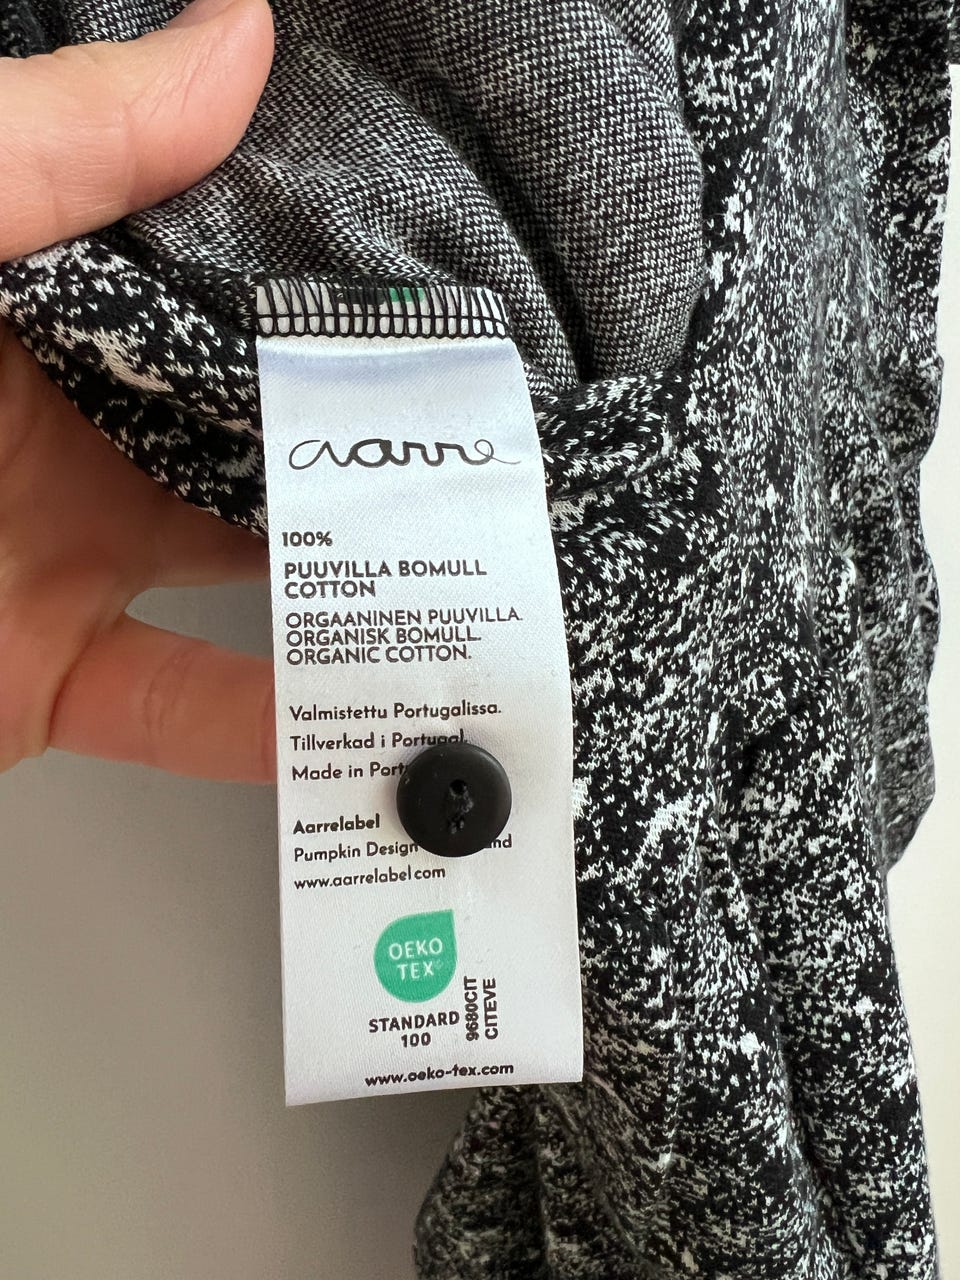 aarre
100%
PUUVILLA BOMULL
COTTON
ORGAANINEN PUUVILLA.
ORGANISK BOMULL.
ORGANIC COTTON.
Valmistettu Portugalissa.
Tillverkad i Portugal.
Made in
Aarrelabel
Pumpkin Design
www.aarrelabel.com
OEKO
TEX®
STANDARD
100
9680CIT
CITEVE
www.oeko-tex.com